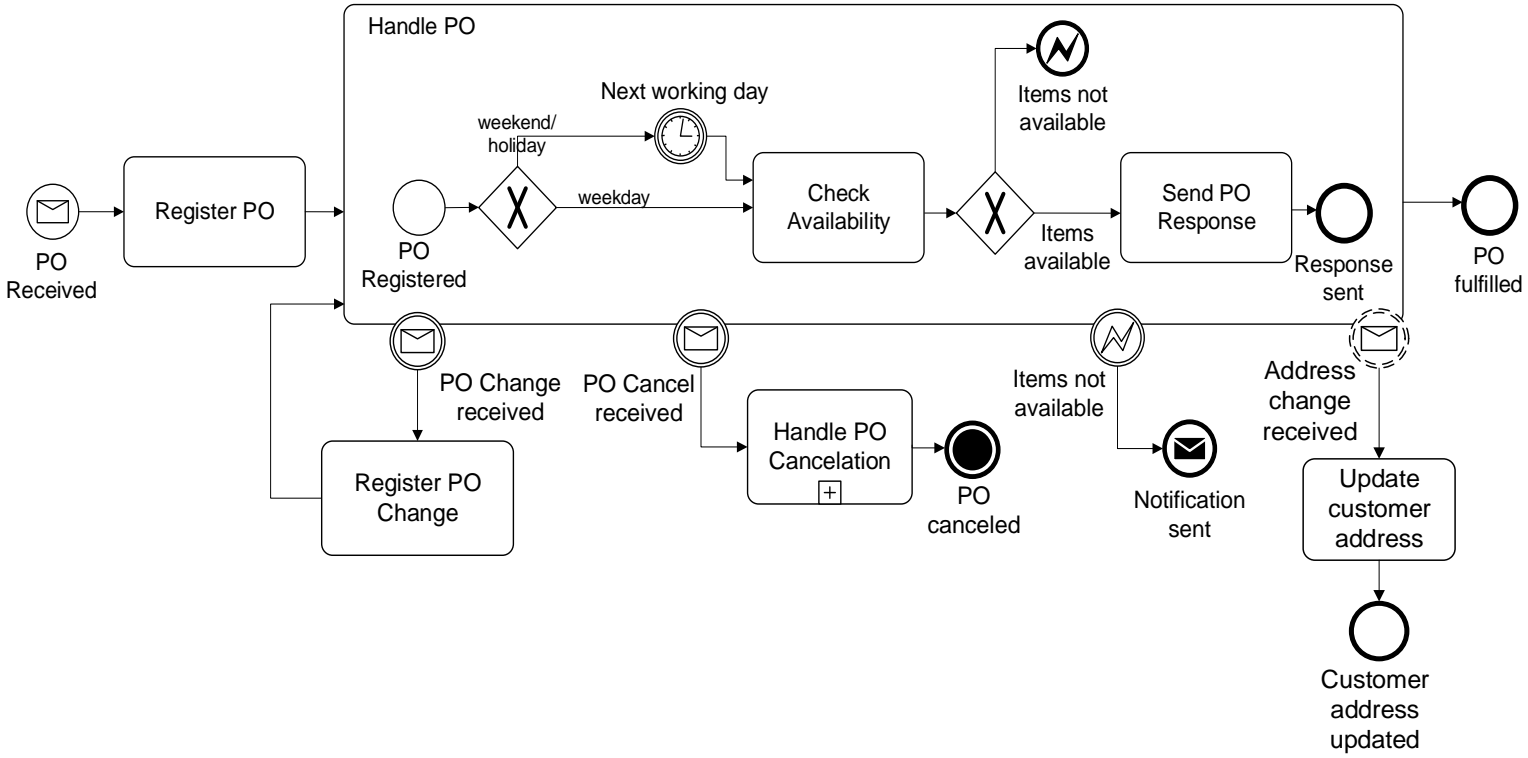 Handle PO
Next working day
weekend/
holiday
weekday
Items not
available
Register PO
Check
Availability
Send PO
Response
PO
Received
PO
Registered
Items
available
Response
sent
PO
fulfilled
PO Change
received
PO Cancel
received
Items not
available
Address
change
received
Register PO
Change
Handle PO
Cancelation
PO
canceled
Notification
sent
Update
customer
address
Customer
address
updated